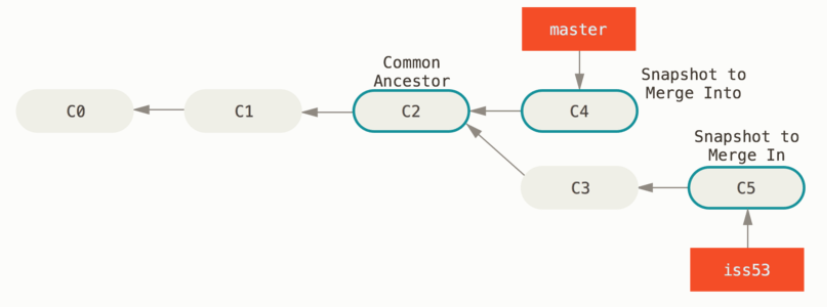 master
Common
Ancestor
Snapshot to
Merge Into
C0
C1
C2
C4
Snapshot to
Merge In
C3
C5
iss53